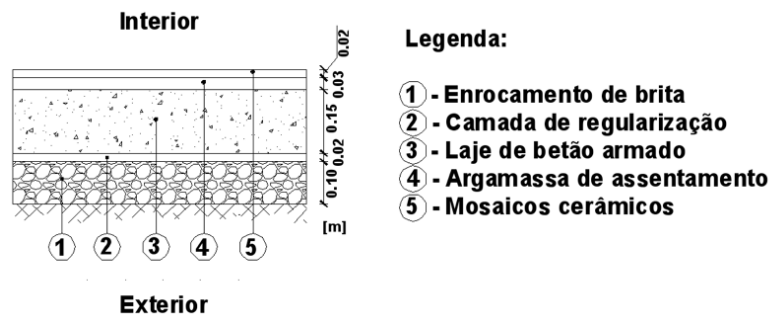 Interior
0.02
0.03
0.15
0.02
0.10
[m]
1 2 3 4 5
Exterior
Legenda:
1 - Enrocamento de brita
2 - Camada de regularização
3 - Laje de betão armado
4 - Argamassa de assentamento
5 - Mosaicos cerâmicos